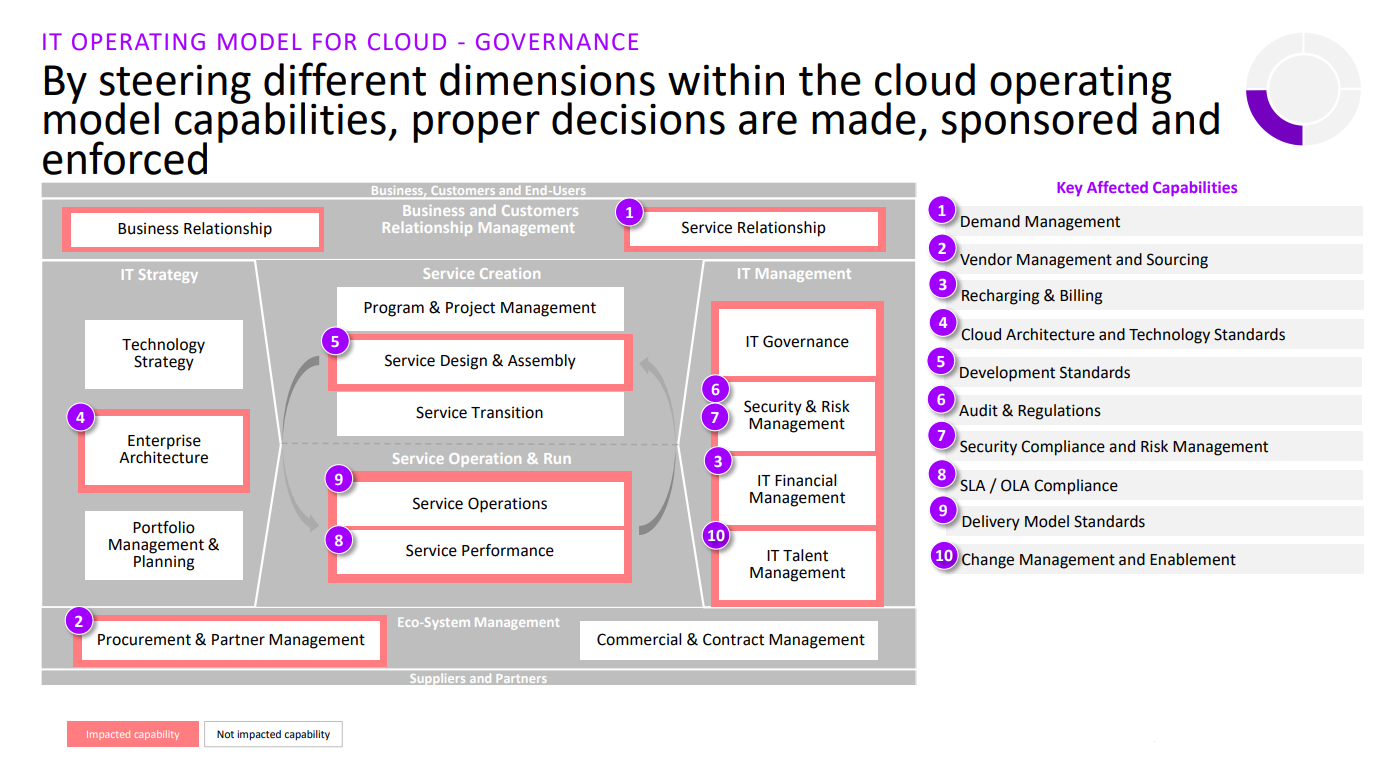 IT OPERATING MODEL FOR CLOUD - GOVERNANCE
By steering different dimensions within the cloud operating
model capabilities, proper decisions are made, sponsored and
enforced
Business, Customers and End-Users
Business Relationship
Business and Customers
Relationship Management
1
Service Relationship
IT Strategy
Technology
Strategy
4
Enterprise
Architecture
Portfolio
Management &
Planning
Service Creation
Program & Project Management
5
Service Design & Assembly
Service Transition
Service Operation & Run
9
Service Operations
8
Service Performance
IT Management
IT Governance
6
7
Security & Risk
Management
3
IT Financial
Management
10
IT Talent
Management
2
Procurement & Partner Management
Eco-System Management
Commercial & Contract Management
Suppliers and Partners
Impacted capability
Not impacted capability
Key Affected Capabilities
1 Demand Management
2 Vendor Management and Sourcing
3 Recharging & Billing
4 Cloud Architecture and Technology Standards
5 Development Standards
6 Audit & Regulations
7 Security Compliance and Risk Management
8 SLA / OLA Compliance
9 Delivery Model Standards
10 Change Management and Enablement